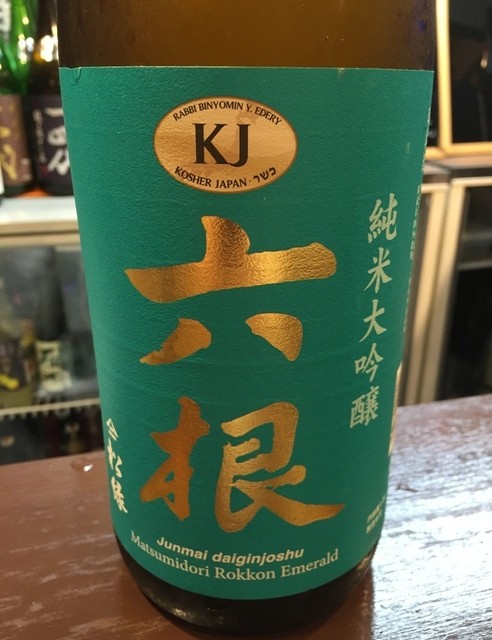 RABBI BINYOMIN Y. EDERY
KJ
KOSHER JAPAN · כשר
六根
純米大吟醸
松緑
Junmai daiginjoshu
Matsumidori Rokkon Emerald